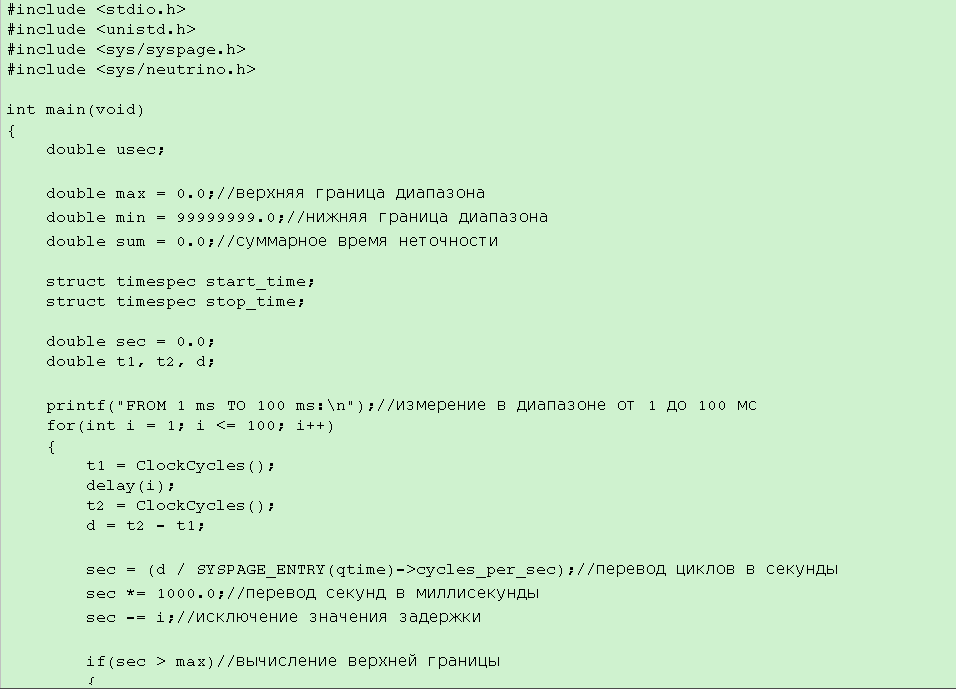 #include <stdio.h>
#include <unistd.h>
#include <sys/syspage.h>
#include <sys/neutrino.h>
int main(void)
{
double usec;
double max = 0.0;//верхняя граница диапазона
double min = 99999999.0;//нижняя граница диапазона
double sum = 0.0;//суммарное время неточности
struct timespec start_time;
struct timespec stop_time;
double sec = 0.0;
double t1, t2, d;
printf("FROM 1 ms TO 100 ms:\n");//измерение в диапазоне от 1 до 100 мс
for(int i = 1; i <= 100; i++)
{
t1 = ClockCycles();
delay(i);
t2 = ClockCycles();
d = t2 - t1;
sec = (d / SYSPAGE_ENTRY(qtime)->cycles_per_sec);//перевод циклов в секунды
sec *= 1000.0;//перевод секунд в миллисекунды
sec -= i;//исключение значения задержки
if(sec > max)//вычисление верхней границы
{